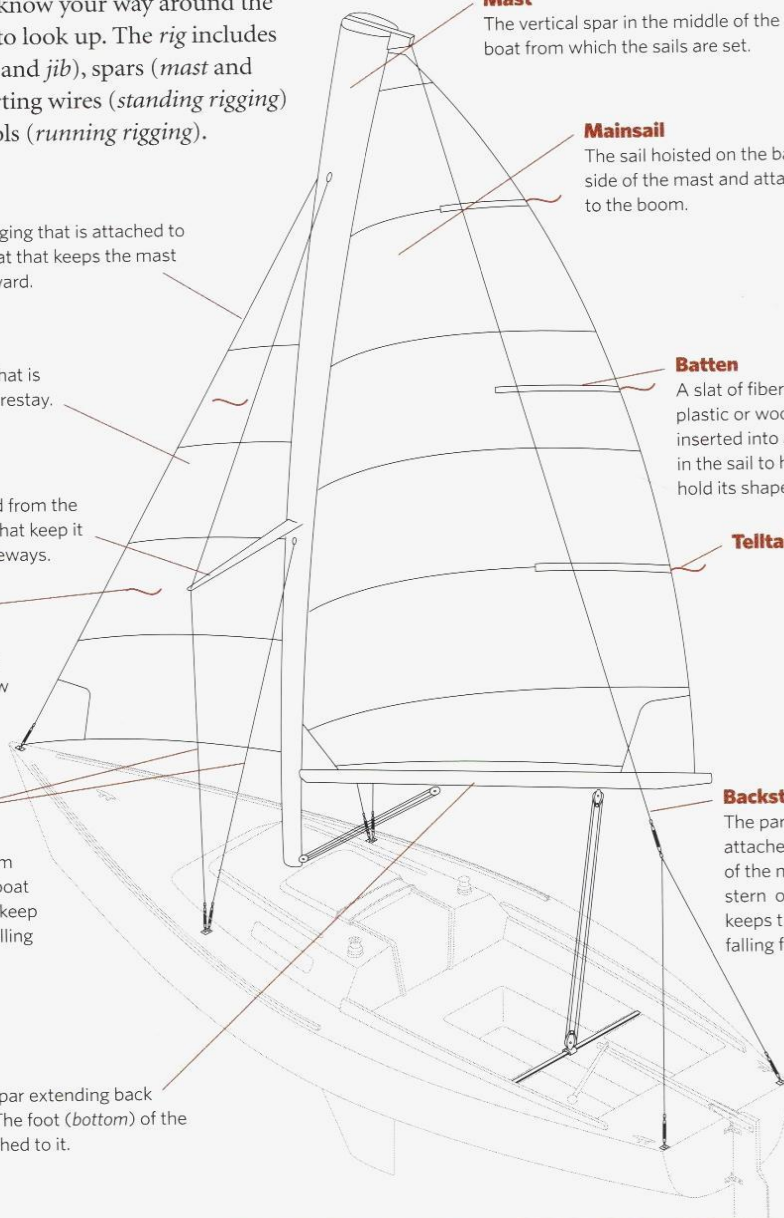 know your way around the
to look up. The rig includes
and jib), spars (mast and
rting wires (standing rigging)
ols (running rigging).
Mast
The vertical spar in the middle of the
boat from which the sails are set.
Mainsail
The sail hoisted on the ba
side of the mast and atta
to the boom.
ging that is attached to
at that keeps the mast
vard.
hat is
restay.
Batten
A slat of fiber
plastic or woo
inserted into
in the sail to h
hold its shape
d from the
hat keep it
eways.
Tellta
w
Backst
The par
attache
of the m
stern o
keeps t
falling f
m
boat
keep
lling
par extending back
The foot (bottom) of the
hed to it.